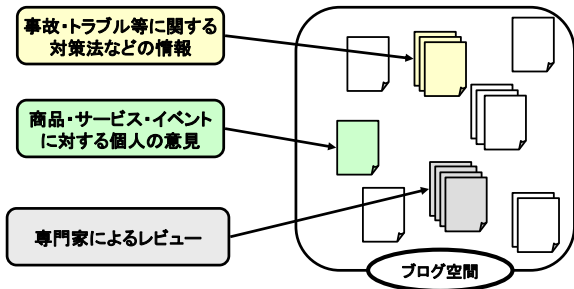 事故・トラブル等に関する
対策法などの情報
商品・サービス・イベント
に対する個人の意見
専門家によるレビュー
ブログ空間